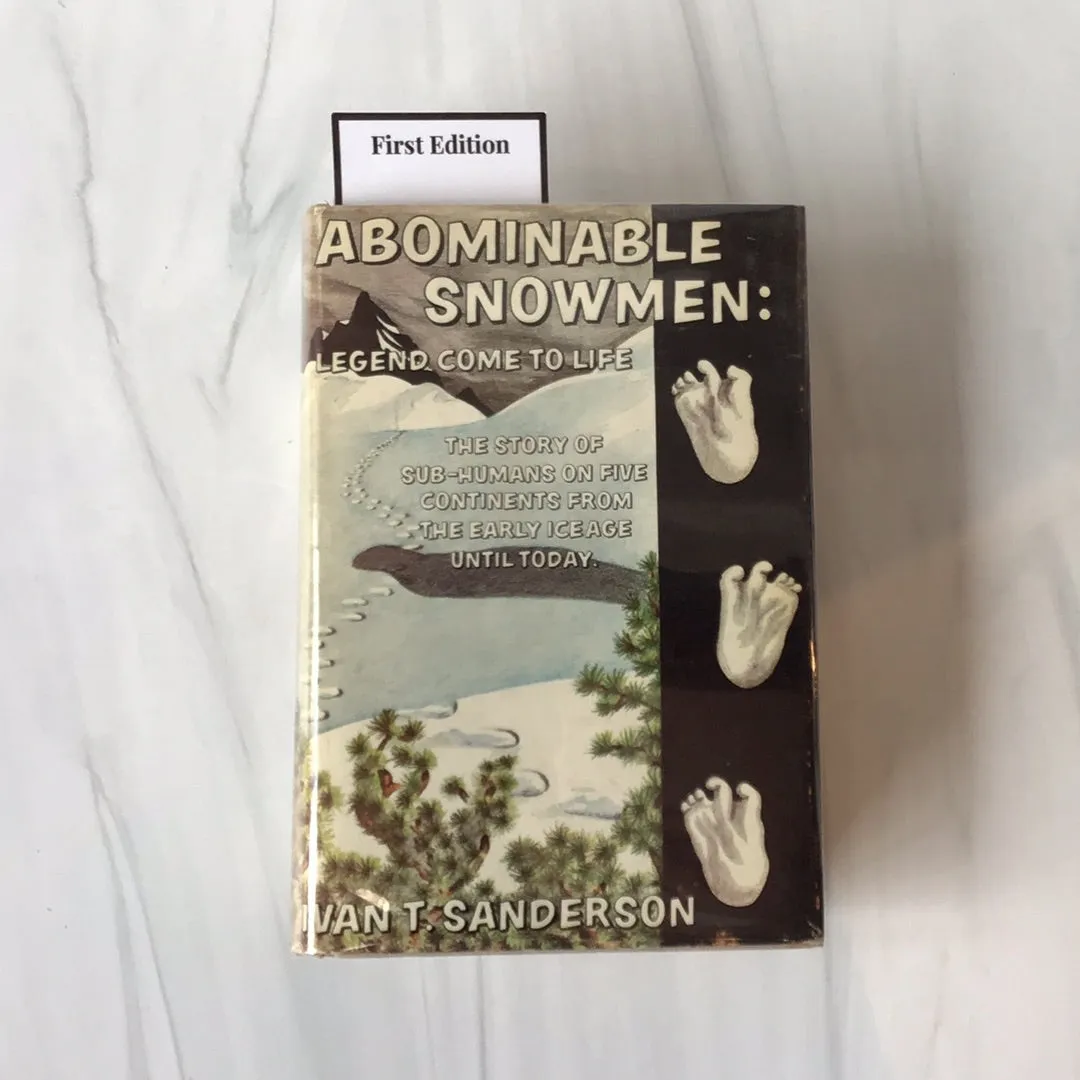 First Edition
ABOMINABLE
SNOWMEN:
LEGEND COME TO LIFE
THE STORY OF
SUB-HUMANS ON FIVE
CONTINENTS FROM
THE EARLY ICE AGE
UNTIL TODAY.
IVAN T. SANDERSON